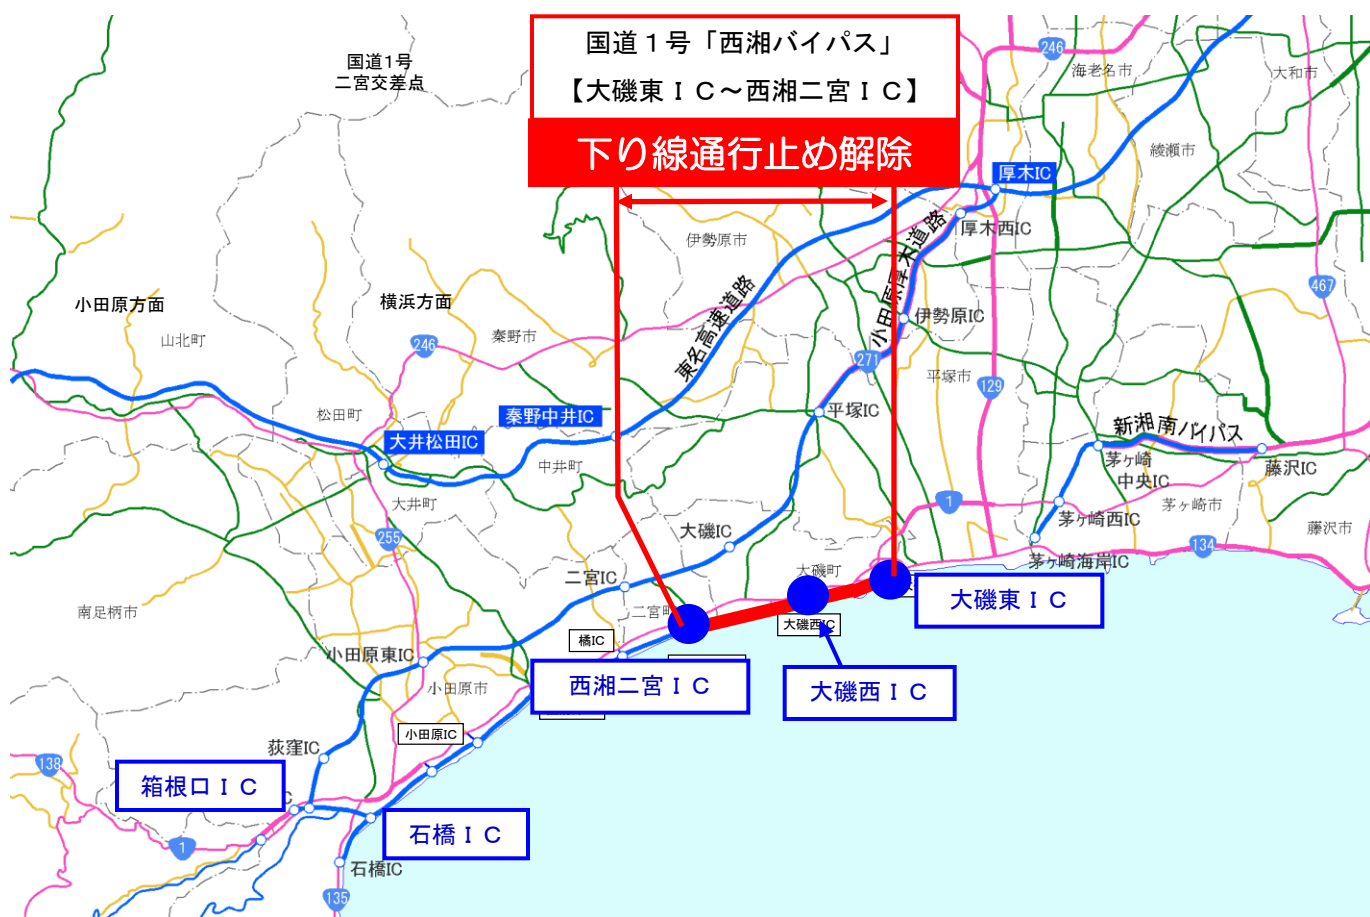 国道１号「西湘バイパス」
【大磯東ＩＣ～西湘二宮ＩＣ】
下り線通行止め解除
国道1号
二宮交差点
246
海老名市
大和市
綾瀬市
厚木IC
厚木西IC
伊勢原市
小田原厚木道路
467
小田原方面
横浜方面
東名高速道路
伊勢原IC
山北町
246
秦野市
271
平塚市
129
松田町
秦野中井IC
平塚IC
新湘南バイパス
大井松田IC
中井町
茅ヶ崎
中央IC
藤沢IC
大井町
1
茅ヶ崎西IC
茅ヶ崎市
藤沢市
255
大磯IC
134
茅ヶ崎海岸IC
二宮IC
大磯町
大磯東ＩＣ
南足柄市
二宮町
大磯西IC
橘IC
小田原東IC
西湘二宮ＩＣ
大磯西ＩＣ
小田原市
小田原IC
荻窪IC
138
箱根口ＩＣ
石橋ＩＣ
1
石橋IC
135